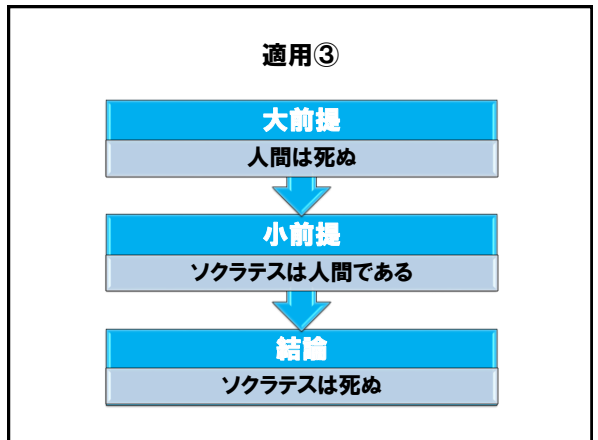 適用③
大前提
人間は死ぬ
小前提
ソクラテスは人間である
結論
ソクラテスは死ぬ